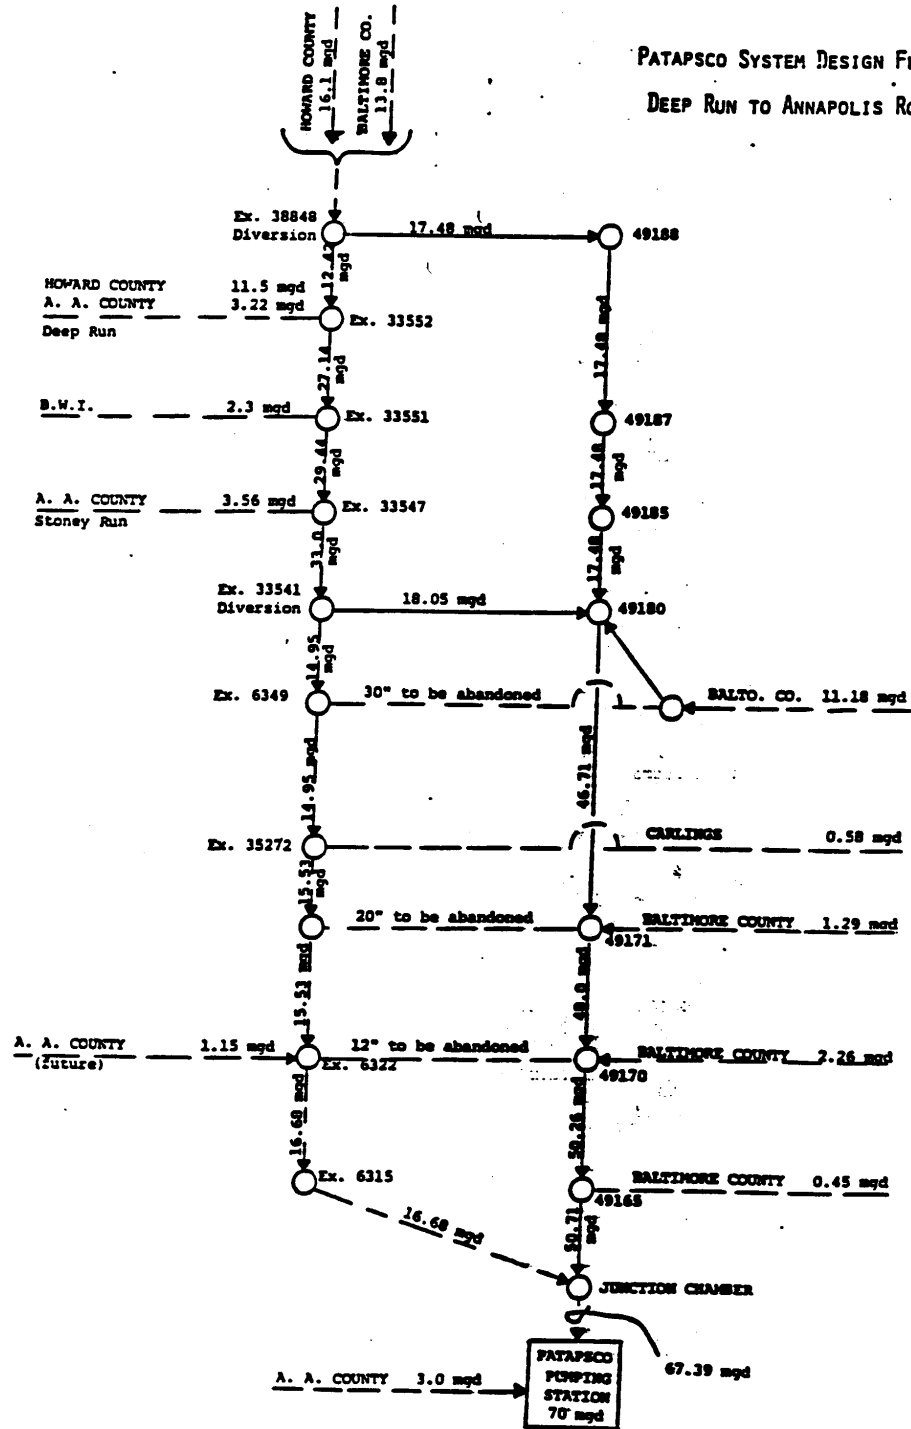 HOWARD COUNTY
16.1 mgd
BALTIMORE CO.
13.8 mgd
PATAPSCO SYSTEM DESIGN
DEEP RUN TO ANNAPOLIS
Ex. 38848
Diversion
17.48 mgd
49188
12.42
mgd
HOWARD COUNTY 11.5 mgd
A. A. COUNTY 3.22 mgd
Deep Run
Ex. 33552
17.48 mgd
27.14
mgd
B.W.I. 2.3 mgd
Ex. 33551
49187
29.44
mgd
17.48
mgd
A. A. COUNTY 3.56 mgd
Stoney Run
Ex. 33547
49185
33.0
mgd
17.48
mgd
Ex. 33541
Diversion
18.05 mgd
49180
14.95
mgd
Ex. 6349
30" to be abandoned
BALTO. CO. 11.18 mgd
14.95 mgd
46.71 mgd
Ex. 35272
CARLINGS 0.58 mgd
15.53
mgd
20" to be abandoned
BALTIMORE COUNTY 1.29 mgd
49171
15.53 mgd
48.0 mgd
A. A. COUNTY 1.15 mgd
(future)
12" to be abandoned
Ex. 6322
BALTIMORE COUNTY 2.26 mgd
49170
16.68 mgd
50.26 mgd
Ex. 6315
BALTIMORE COUNTY 0.45 mgd
49165
16.68 mgd
50.71
mgd
JUNCTION CHAMBER
67.39 mgd
PATAPSCO
PUMPING
STATION
70 mgd
A. A. COUNTY 3.0 mgd